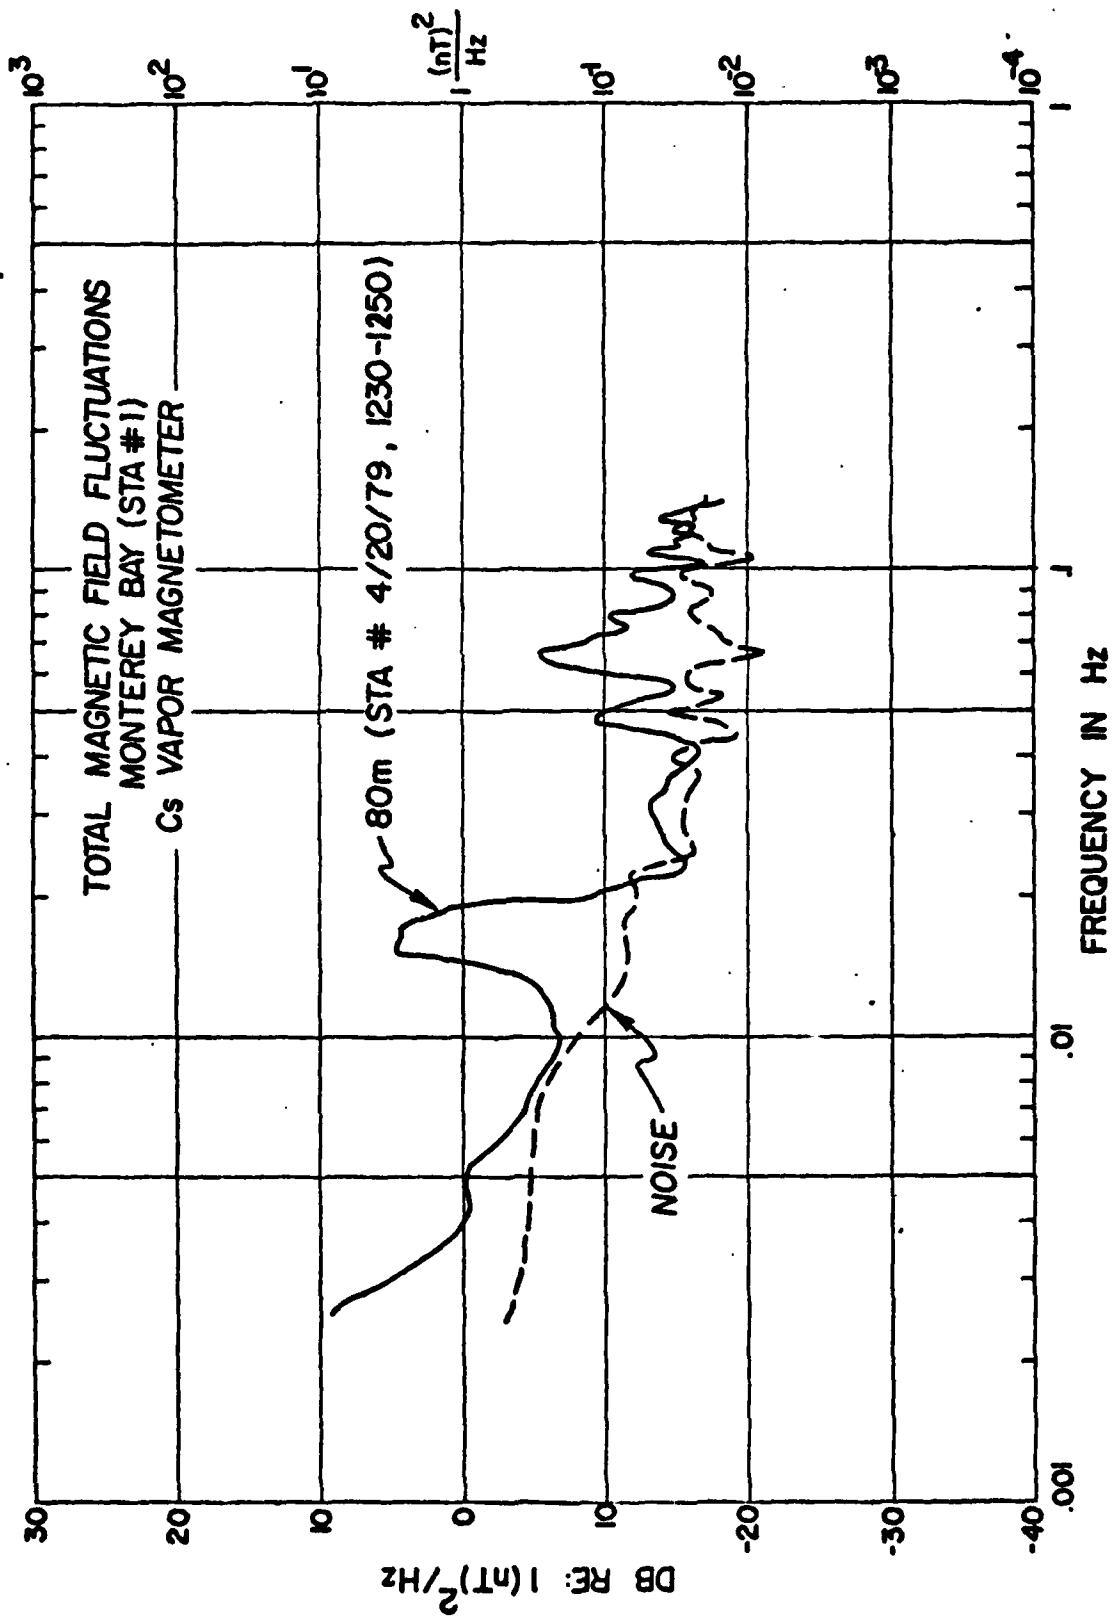 TOTAL MAGNETIC FIELD FLUCTUATIONS
MONTEREY BAY (STA #1)
Cs VAPOR MAGNETOMETER
80m (STA # 4/20/79, 1230-1250)
NOISE
DB RE: 1(nT)²/Hz
30
20
10
0
10
-20
-30
-40
10³
10²
10¹
1
10⁻¹
10⁻²
10⁻³
10⁻⁴
(nT)²
Hz
.001
.01
.1
1
FREQUENCY IN Hz